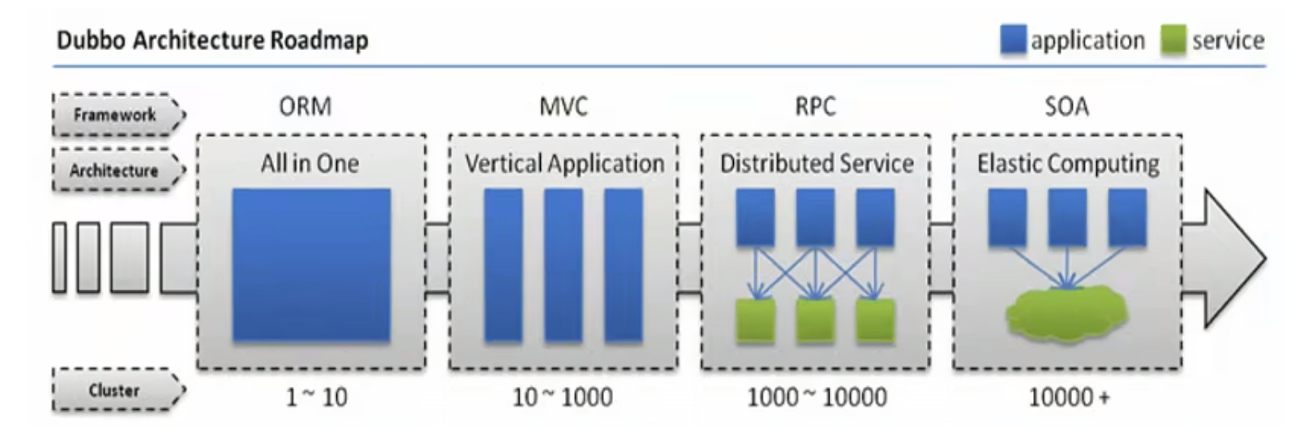 Dubbo Architecture Roadmap
application
service
Framework
ORM
MVC
RPC
SOA
Architecture
All in One
Vertical Application
Distributed Service
Elastic Computing
Cluster
1 ~ 10
10 ~ 1000
1000 ~ 10000
10000 +